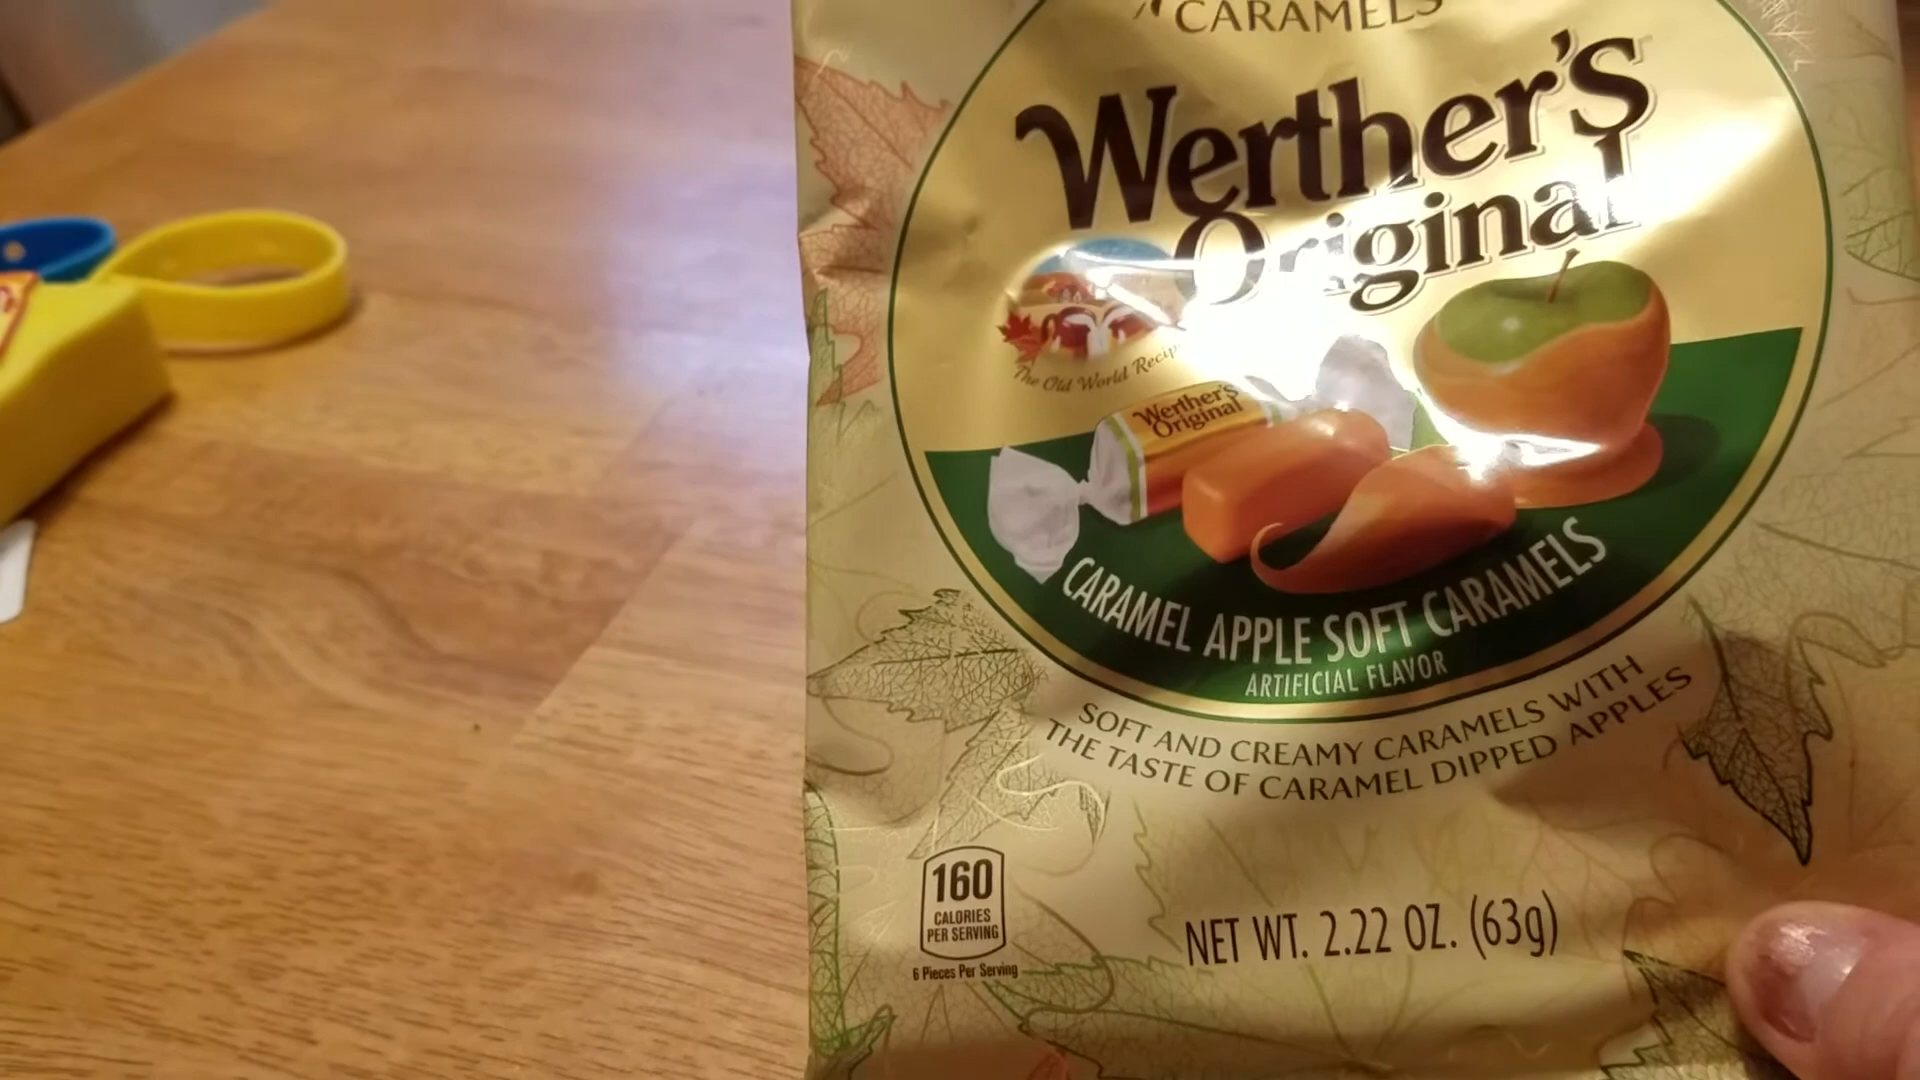 CARAMELS
Werther's
Original
The Old World
Werther's
Original
CARAMEL APPLE SOFT CARAMELS
ARTIFICIAL FLAVOR
SOFT AND CREAMY CARAMELS WITH
THE TASTE OF CARAMEL DIPPED APPLES
160
CALORIES
PER SERVING
6 Pieces Per Serving
NET WT. 2.22 OZ. (63g)